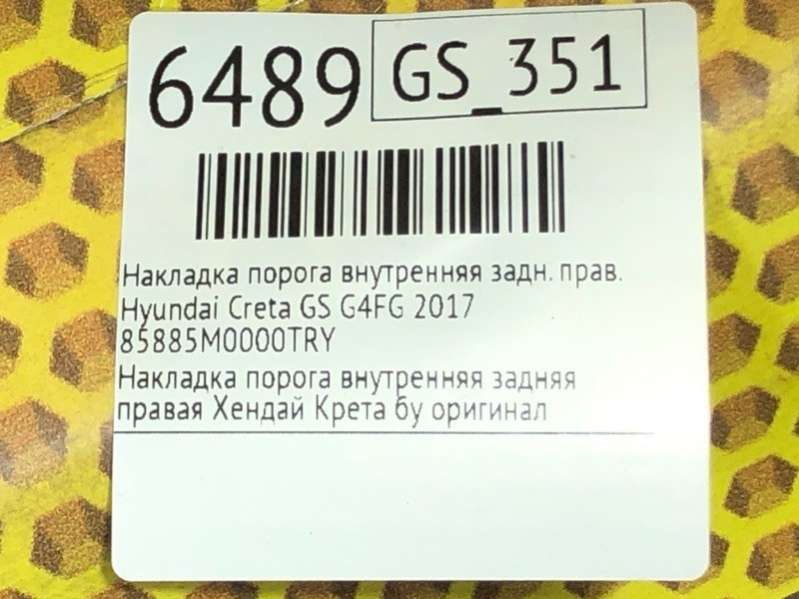 6489 GS_351
Накладка порога внутренняя задн. прав.
Hyundai Creta GS G4FG 2017
85885M0000TRY
Накладка порога внутренняя задняя
правая Хендай Крета бу оригинал